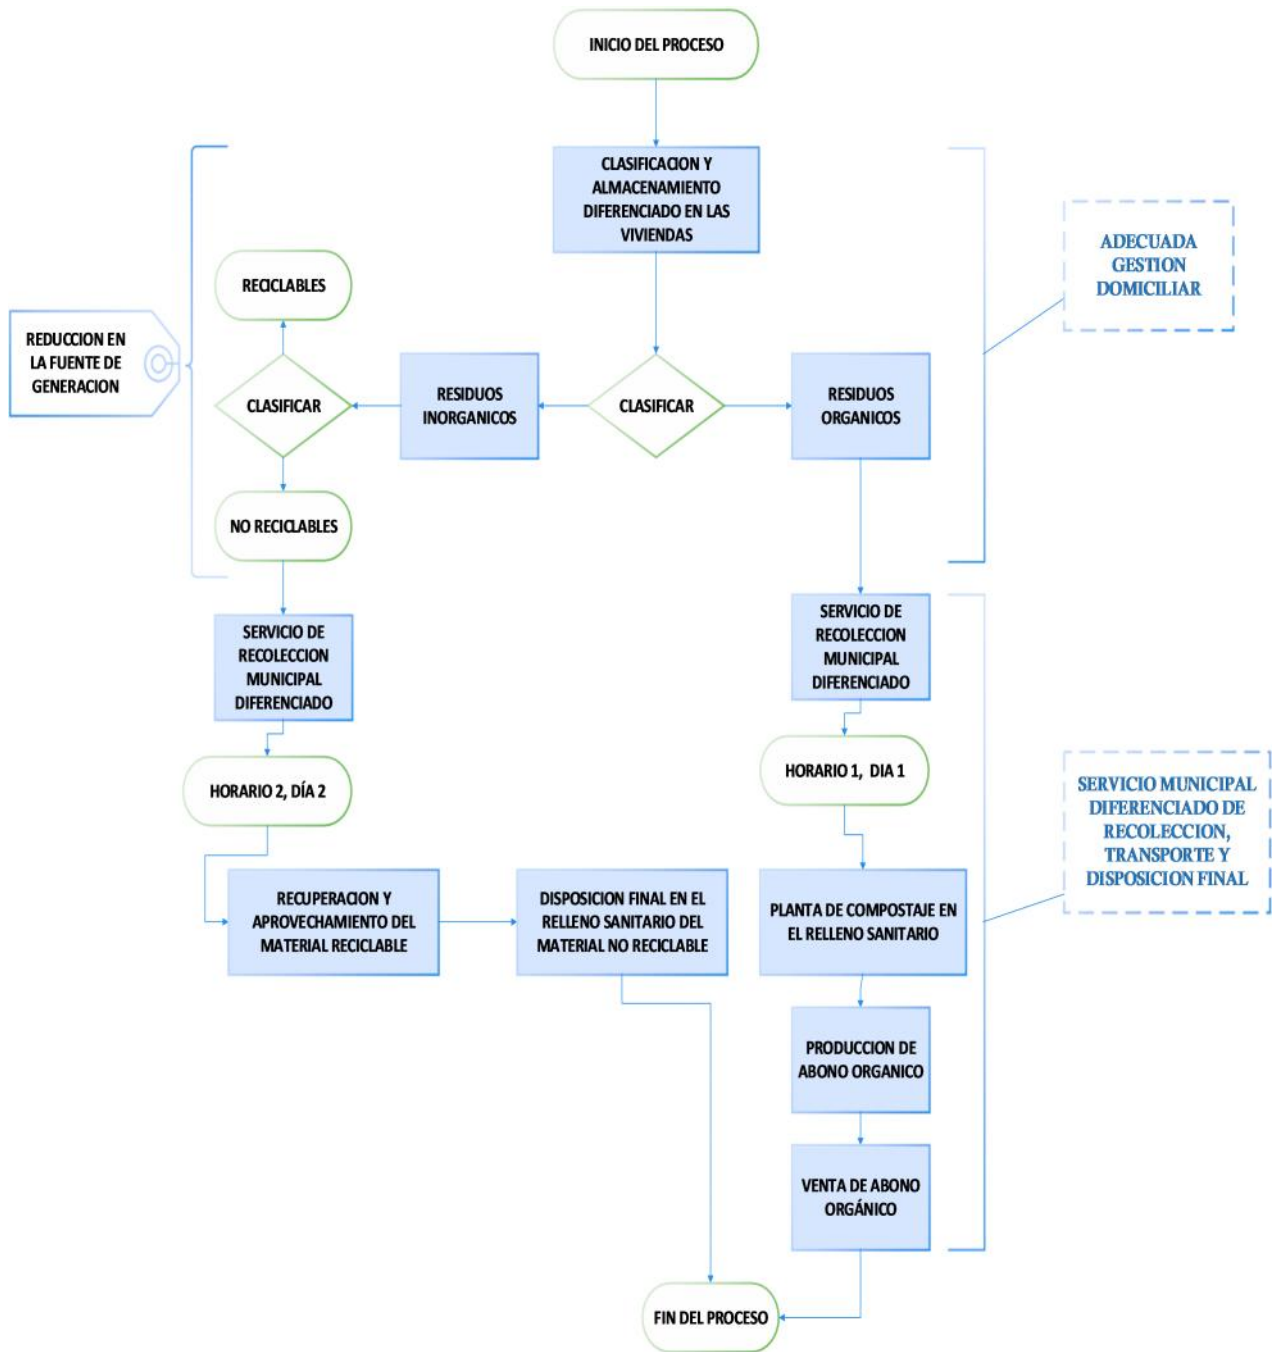 INICIO DEL PROCESO
CLASIFICACION Y
ALMACENAMIENTO
DIFERENCIADO EN LAS
VIVIENDAS
ADECUADA
GESTION
DOMICILIAR
RECICLABLES
REDUCCION EN
LA FUENTE DE
GENERACION
CLASIFICAR
RESIDUOS
INORGANICOS
CLASIFICAR
RESIDUOS
ORGANICOS
NO RECICLABLES
SERVICIO DE
RECOLECCION
MUNICIPAL
DIFERENCIADO
SERVICIO DE
RECOLECCION
MUNICIPAL
DIFERENCIADO
HORARIO 2, DÍA 2
HORARIO 1, DIA 1
SERVICIO MUNICIPAL
DIFERENCIADO DE
RECOLECCION,
TRANSPORTE Y
DISPOSICION FINAL
RECUPERACION Y
APROVECHAMIENTO DEL
MATERIAL RECICLABLE
DISPOSICION FINAL EN EL
RELLENO SANITARIO DEL
MATERIAL NO RECICLABLE
PLANTA DE COMPOSTAJE EN
EL RELLENO SANITARIO
PRODUCCION DE
ABONO ORGANICO
VENTA DE ABONO
ORGÁNICO
FIN DEL PROCESO